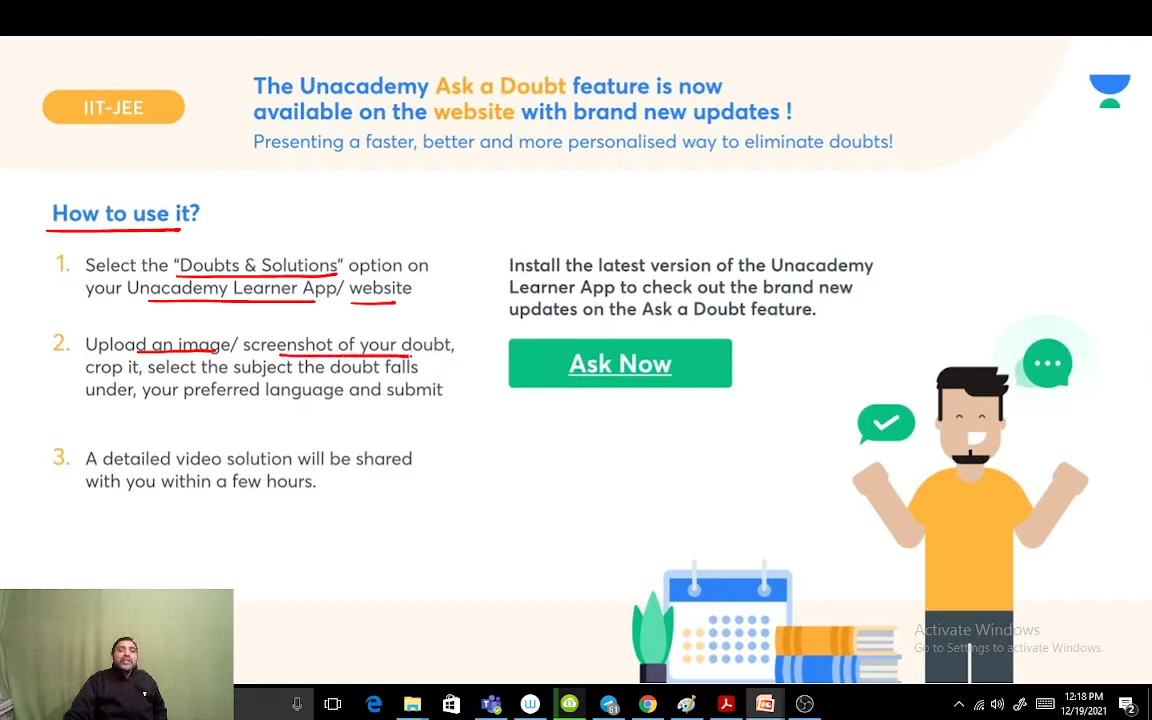 IIT-JEE
The Unacademy Ask a Doubt feature is now
available on the website with brand new updates !
Presenting a faster, better and more personalised way to eliminate doubts!
How to use it?
1. Select the "Doubts & Solutions" option on
your Unacademy Learner App/ website
2. Upload an image/ screenshot of your doubt,
crop it, select the subject the doubt falls
under, your preferred language and submit
3. A detailed video solution will be shared
with you within a few hours.
Install the latest version of the Unacademy
Learner App to check out the brand new
updates on the Ask a Doubt feature.
Ask Now
Activate Windows
Go to Settings to activate Windows.
61
12:18 PM
12/19/2021
2